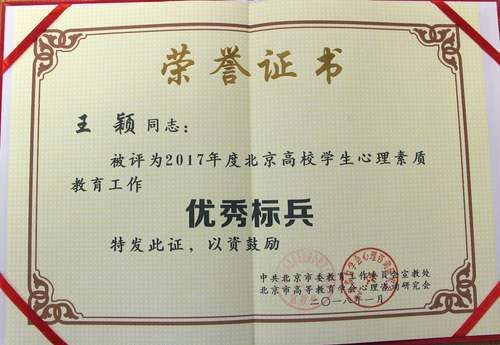 荣誉证书
王颖同志：
被评为2017年度北京高校学生心理素质
教育工作
优秀标兵
特发此证，以资鼓励
中共北京市委教育工作委员会宣教处
北京市高等教育学会心理咨询研究会
二〇一八年一月